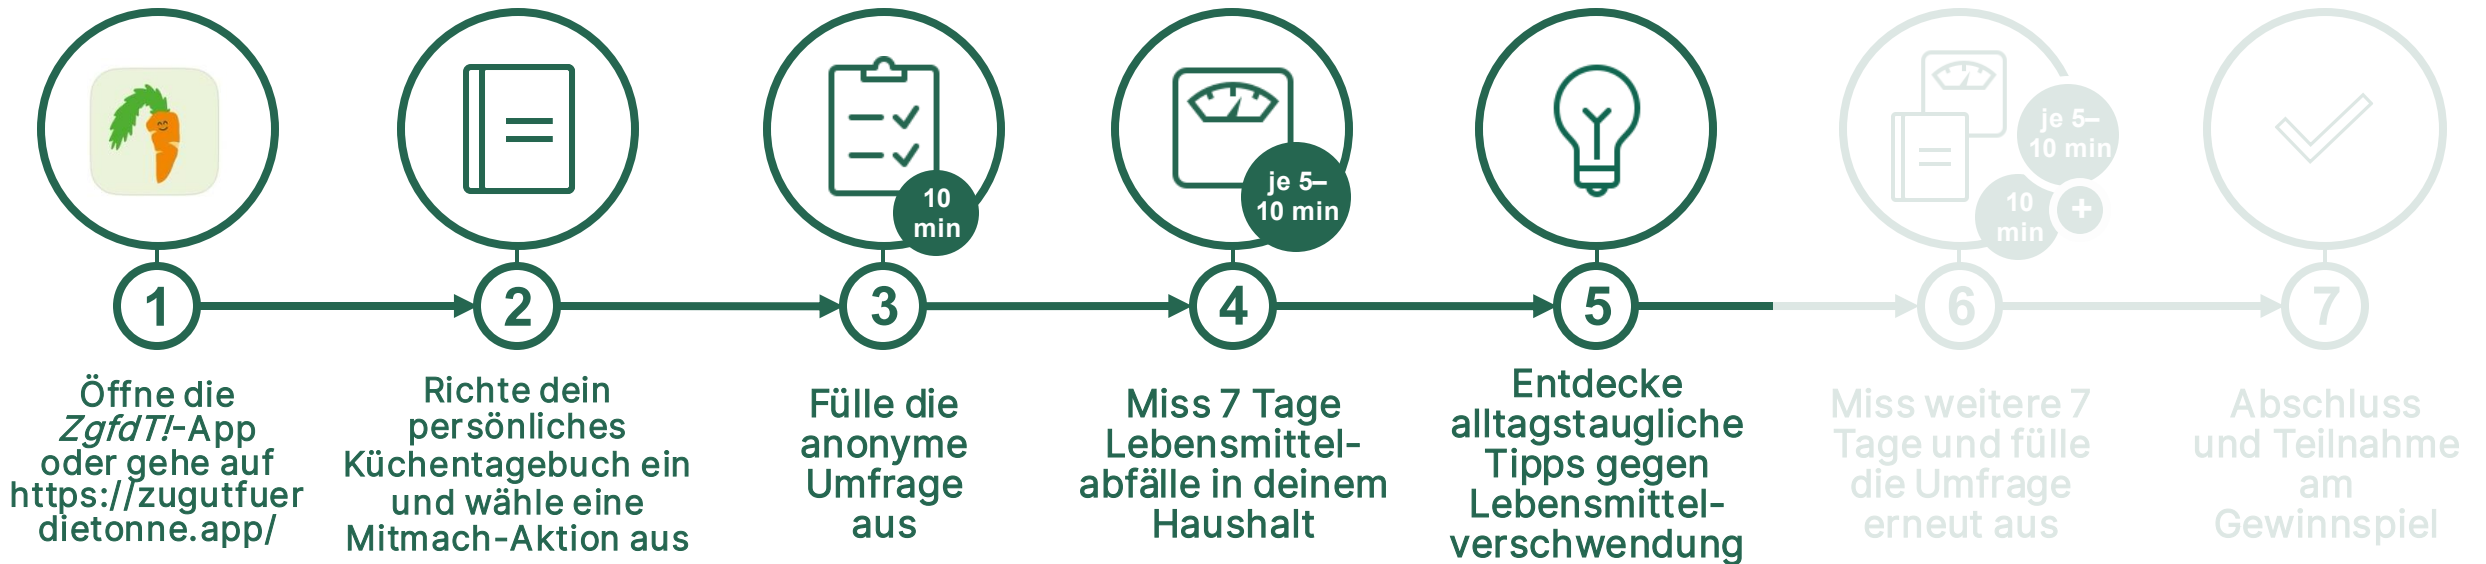 10
min
je 5–
10 min
je 5–
10 min
10
min
+
1
2
3
4
5
6
7
Öffne die
ZgfdT!-App
oder gehe auf
https://zugutfuer
dietonne.app/
Richte dein
persönliches
Küchentagebuch ein
und wähle eine
Mitmach-Aktion aus
Fülle die
anonyme
Umfrage
aus
Miss 7 Tage
Lebensmittel-
abfälle in deinem
Haushalt
Entdecke
alltagstaugliche
Tipps gegen
Lebensmittel-
verschwendung
Miss weitere 7
Tage und fülle
die Umfrage
erneut aus
Abschluss
und Teilnahme
am
Gewinnspiel